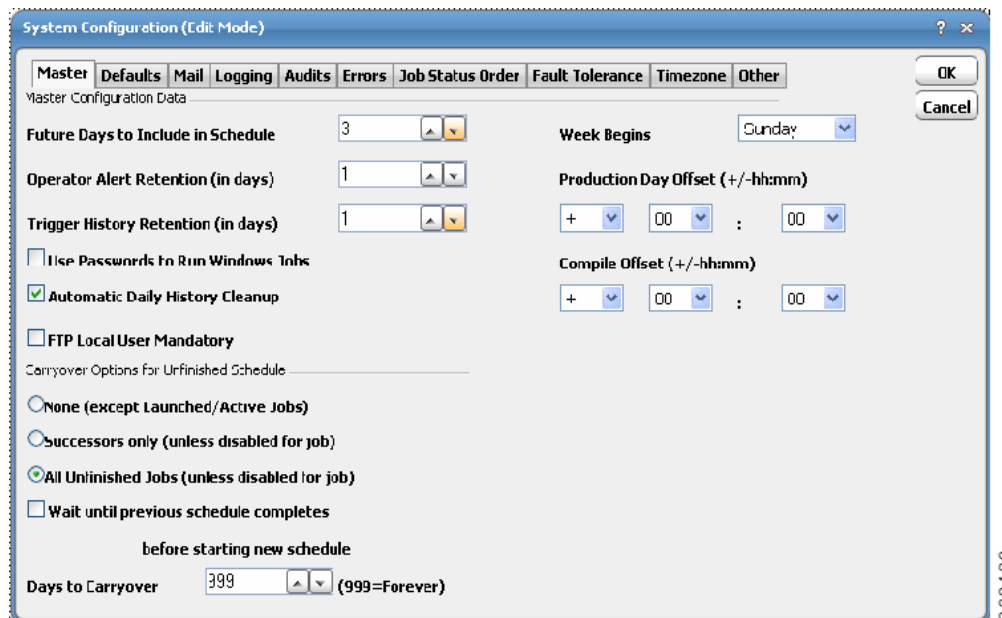 System Configuration (Edit Mode)
? ×
Master Defaults Mail Logging Audits Errors Job Status Order Fault Tolerance Timezone Other
OK
Cancel
Master Configuration Data
Future Days to Include in Schedule 3 Week Begins Sunday
Operator Alert Retention (in days) 1 Production Day Offset (+/-hh:mm)
Trigger History Retention (in days) 1 + 00 : 00
Use Passwords to Run Windows Jobs Compile Offset (+/-hh:mm)
Automatic Daily History Cleanup + 00 : 00
FTP Local User Mandatory
Carryover Options for Unfinished Schedule
None (except Launched/Active Jobs)
Successors only (unless disabled for job)
All Unfinished Jobs (unless disabled for job)
Wait until previous schedule completes
before starting new schedule
Days to Carryover 999 (999=Forever)